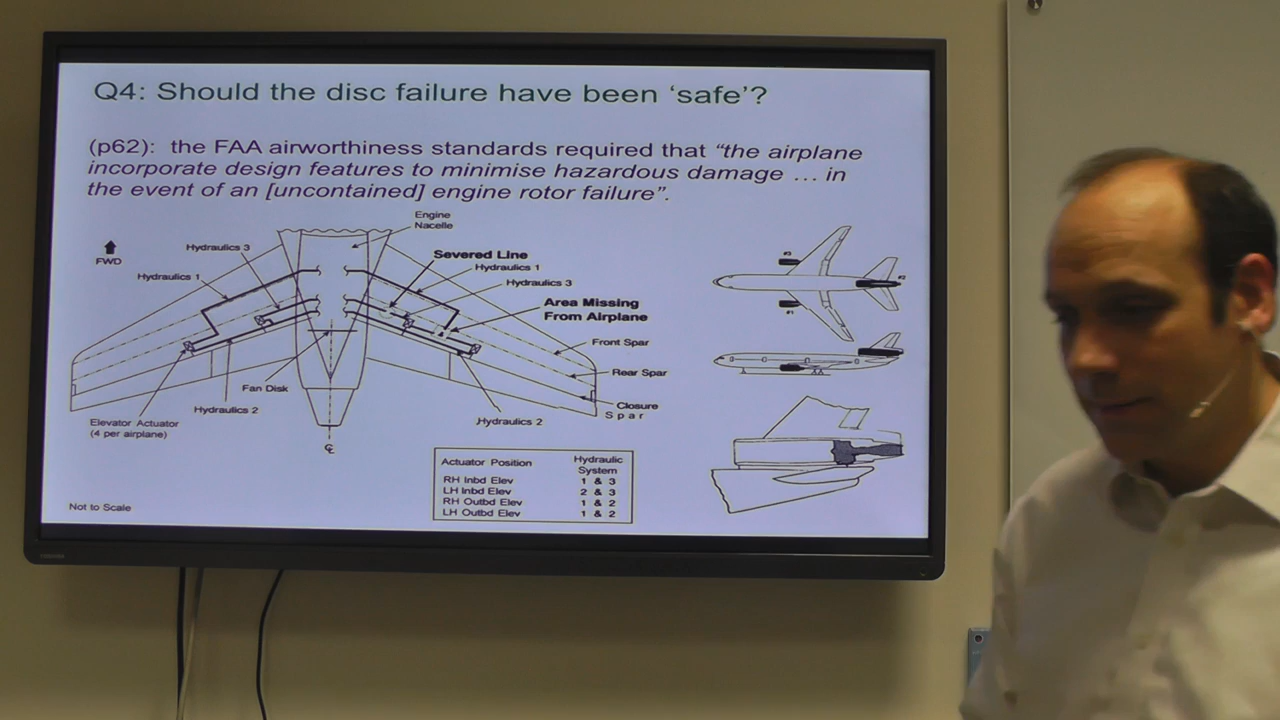 Q4: Should the disc failure have been ‘safe’?
(p62): the FAA airworthiness standards required that “the airplane
incorporate design features to minimise hazardous damage … in
the event of an [uncontained] engine rotor failure”.
Engine
Nacelle
FWD
Hydraulics 3
Hydraulics 1
Severed Line
Hydraulics 1
Hydraulics 3
Area Missing
From Airplane
Front Spar
Rear Spar
Closure
Spar
Fan Disk
Hydraulics 2
Hydraulics 2
Elevator Actuator
(4 per airplane)
Actuator Position
Hydraulic
System
RH Inbd Elev 1 & 3
LH Inbd Elev 2 & 3
RH Outbd Elev 1 & 2
LH Outbd Elev 1 & 2
Not to Scale